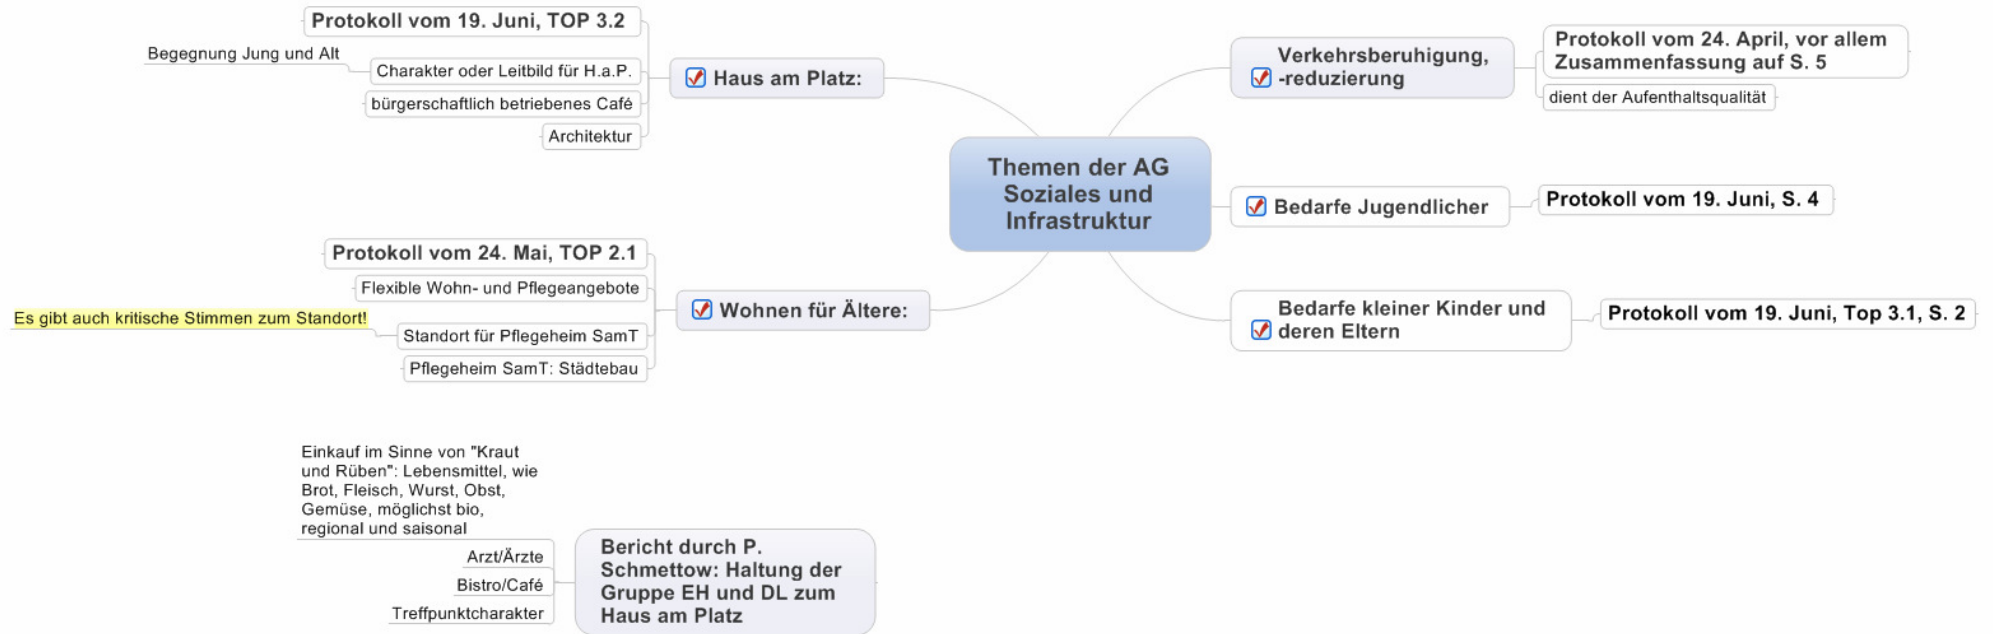 Themen der AG
Soziales und
Infrastruktur
Protokoll vom 19. Juni, TOP 3.2
Begegnung Jung und Alt
Charakter oder Leitbild für H.a.P.
bürgerschaftlich betriebenes Café
Architektur
Haus am Platz:
Protokoll vom 24. Mai, TOP 2.1
Flexible Wohn- und Pflegeangebote
Es gibt auch kritische Stimmen zum Standort!
Standort für Pflegeheim SamT
Pflegeheim SamT: Städtebau
Wohnen für Ältere:
Verkehrsberuhigung,
-reduzierung
Protokoll vom 24. April, vor allem
Zusammenfassung auf S. 5
dient der Aufenthaltsqualität
Bedarfe Jugendlicher
Protokoll vom 19. Juni, S. 4
Bedarfe kleiner Kinder und
deren Eltern
Protokoll vom 19. Juni, Top 3.1, S. 2
Einkauf im Sinne von "Kraut
und Rüben": Lebensmittel, wie
Brot, Fleisch, Wurst, Obst,
Gemüse, möglichst bio,
regional und saisonal
Arzt/Ärzte
Bistro/Café
Treffpunktcharakter
Bericht durch P.
Schmettow: Haltung der
Gruppe EH und DL zum
Haus am Platz